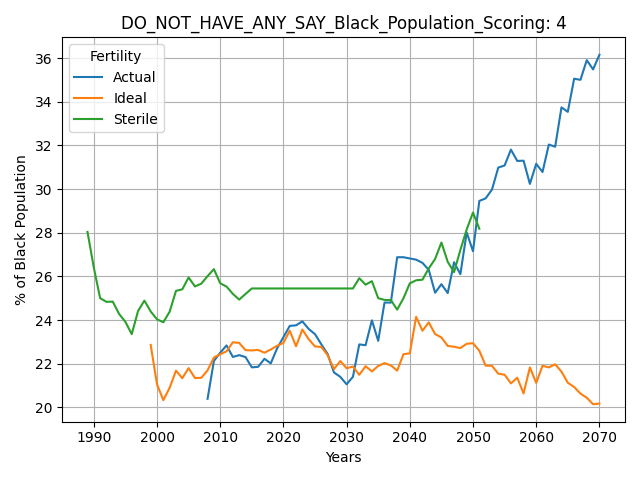 DO_NOT_HAVE_ANY_SAY_Black_Population_Scoring: 4
Fertility
Actual
Ideal
Sterile
% of Black Population
36
34
32
30
28
26
24
22
20
1990 2000 2010 2020 2030 2040 2050 2060 2070
Years